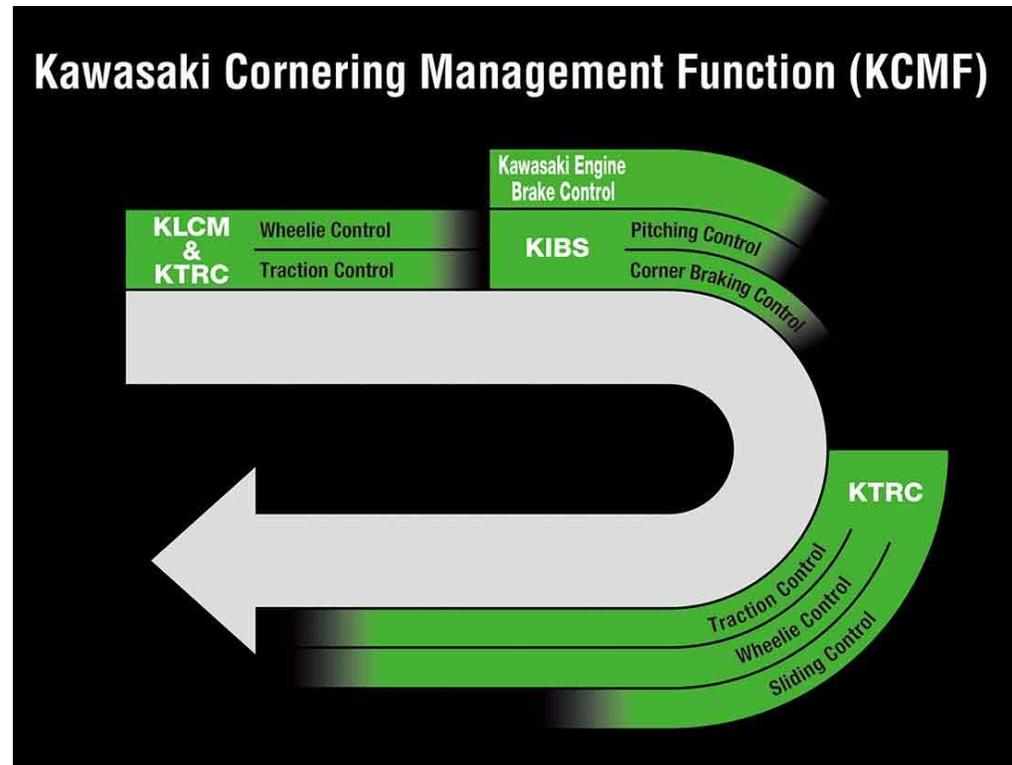 Kawasaki Cornering Management Function (KCMF)
Kawasaki Engine
Brake Control
KLCM
&
KTRC
Wheelie Control
Traction Control
KIBS
Pitching Control
Corner Braking Control
KTRC
Traction Control
Wheelie Control
Sliding Control